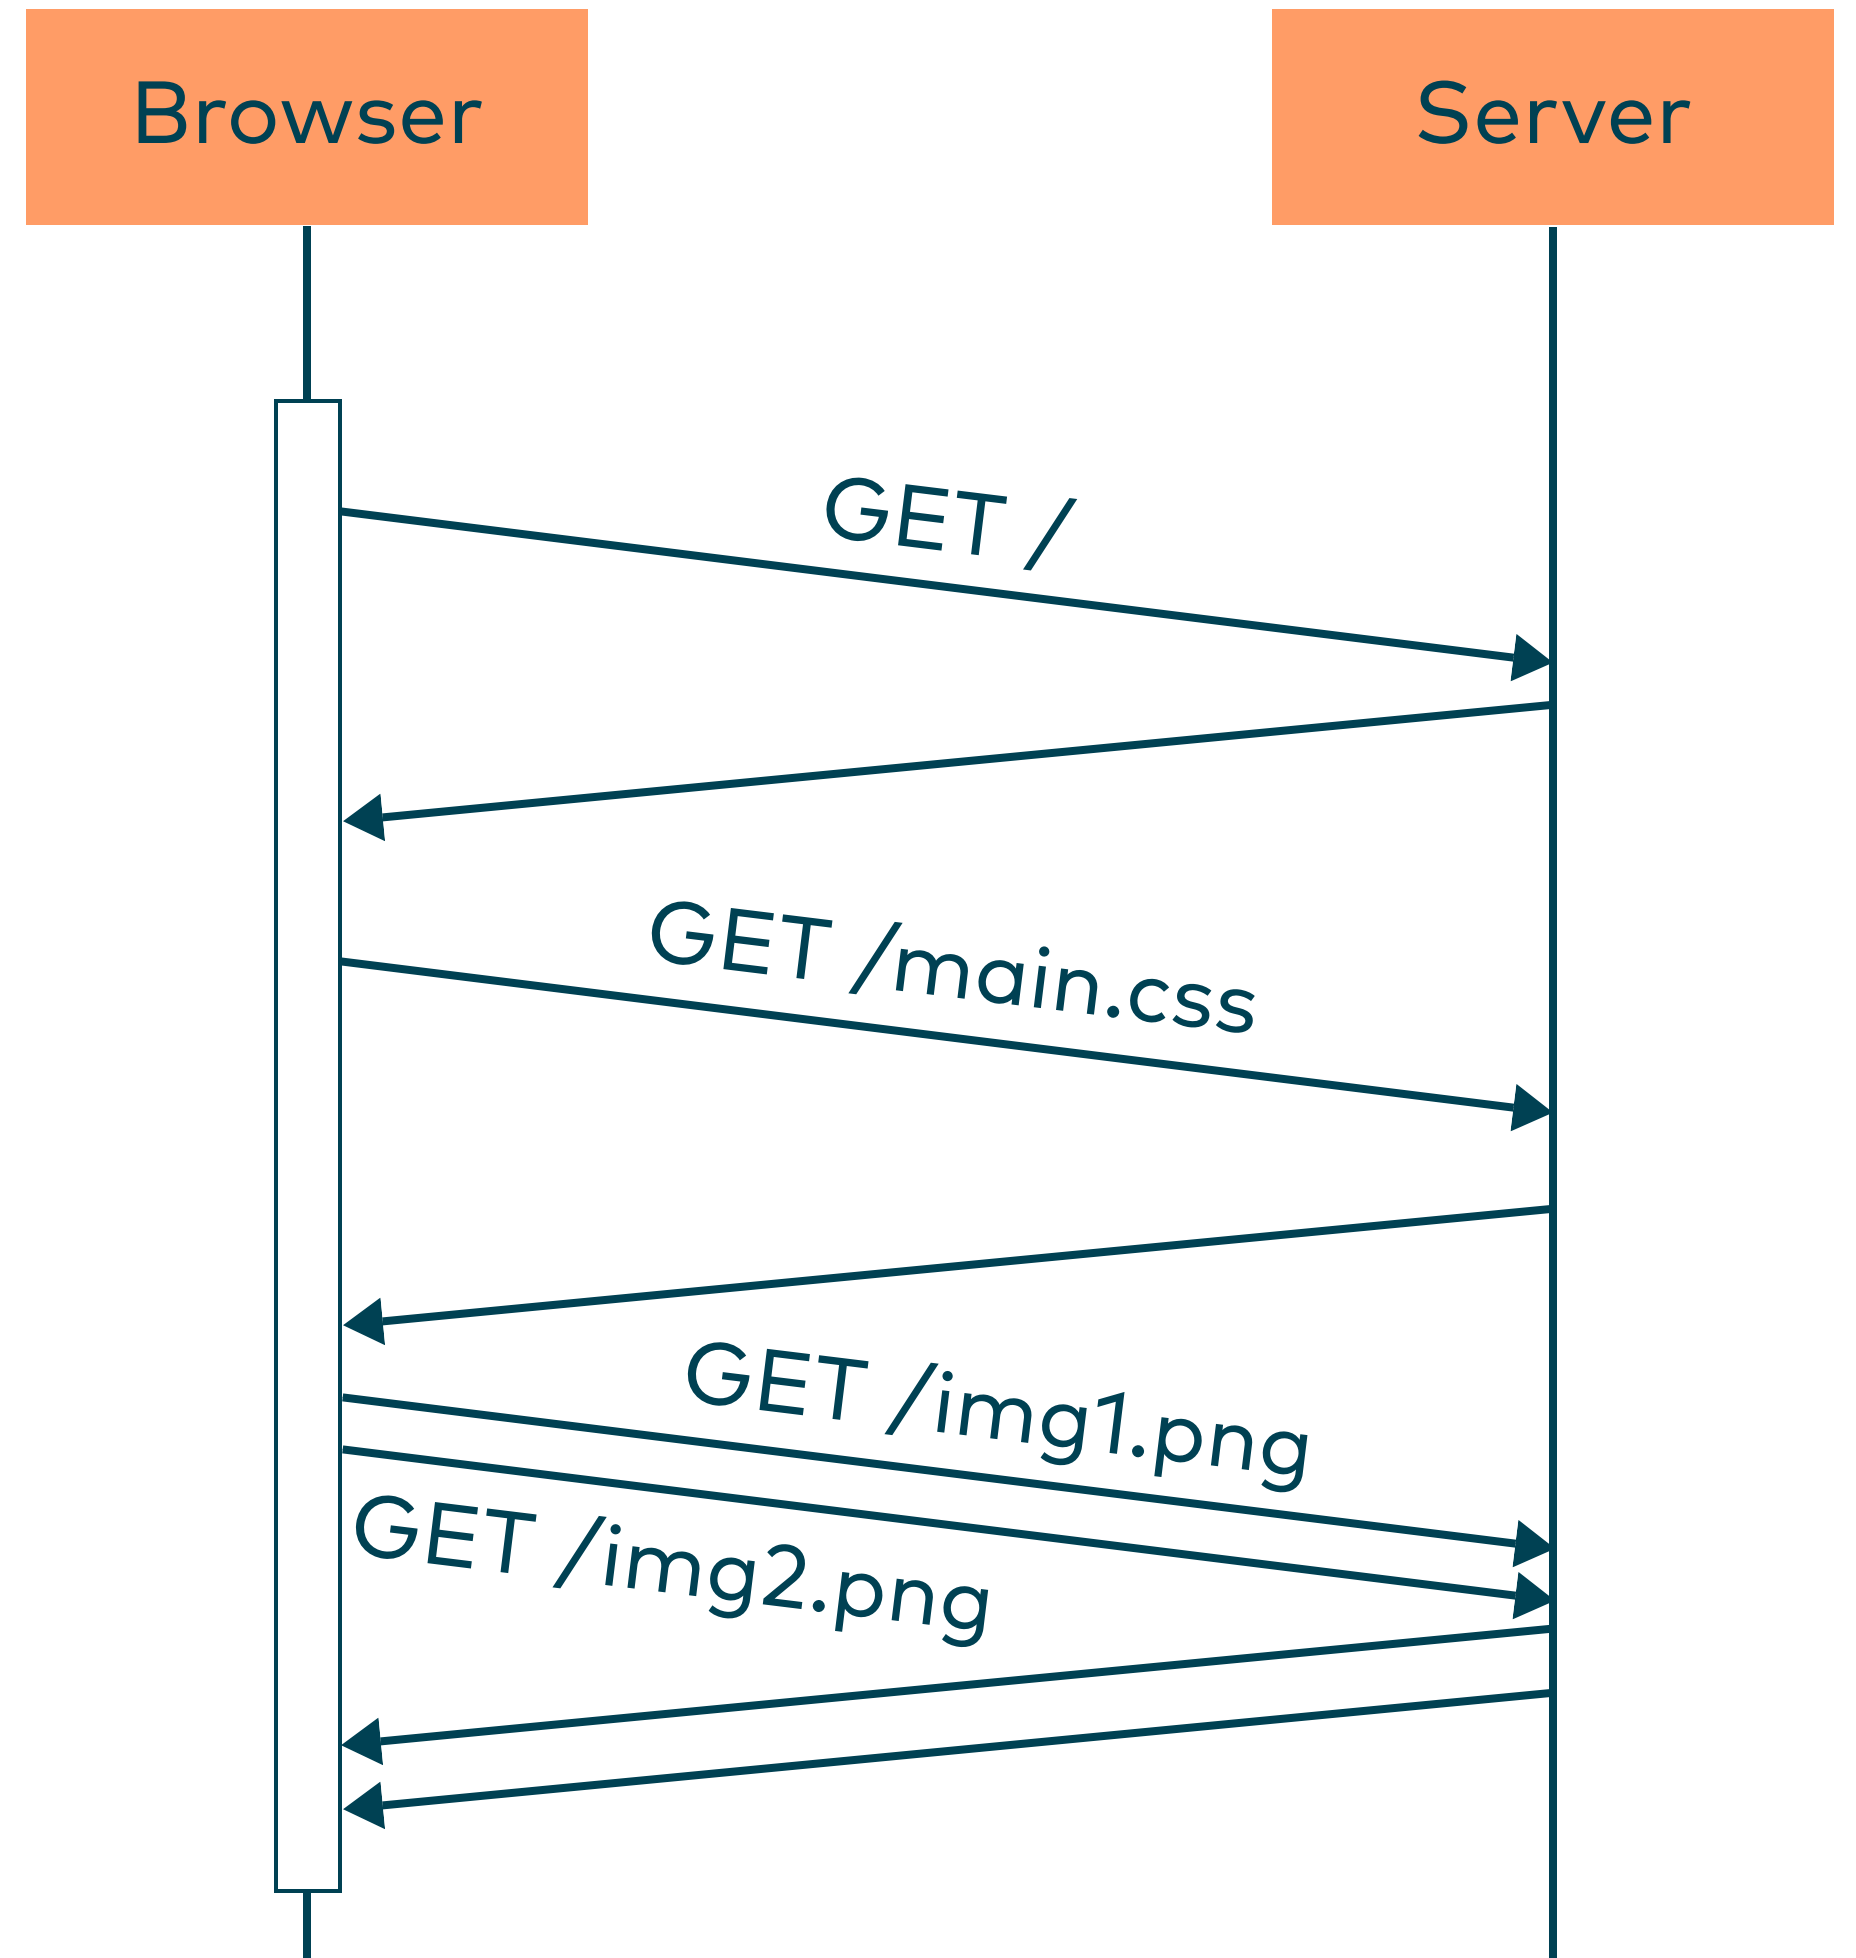 Browser
Server
GET /
GET /main.css
GET /img1.png
GET /img2.png